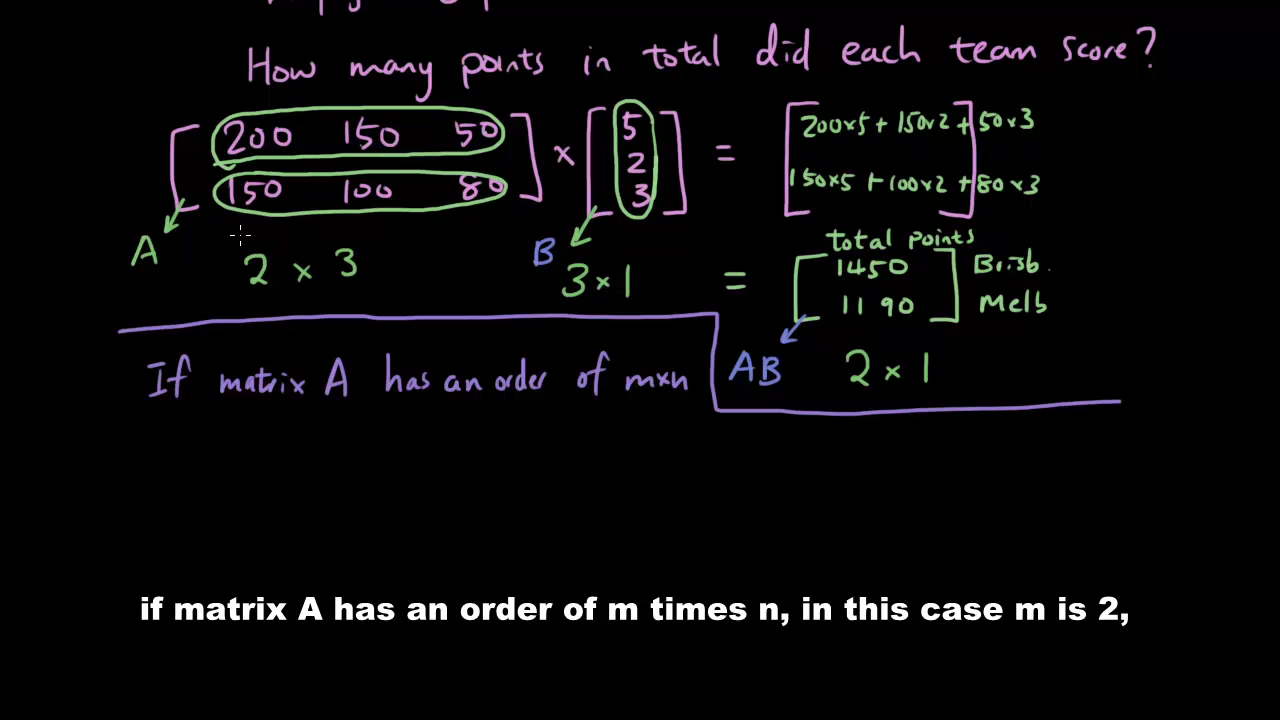 How many points in total did each team score?
[ 200 150 50 ] × [ 5 ] = [ 200×5 + 150×2 + 50×3 ]
[ 150 100 80 ] [ 2 ] [ 150×5 + 100×2 + 80×3 ]
[ 3 ]
total points
A B [ 1450 ] Brisb.
2 × 3 3 × 1 = [ 1190 ] Melb
If matrix A has an order of m×n AB 2 × 1
if matrix A has an order of m times n, in this case m is 2,